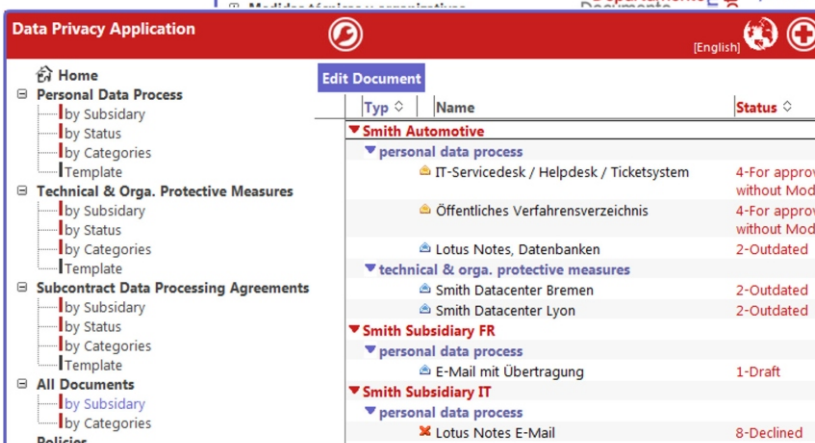 Medidas técnicas y organizativas
Documento
Data Privacy Application
[English]
Home
Personal Data Process
by Subsidary
by Status
by Categories
Template
Technical & Orga. Protective Measures
by Subsidary
by Status
by Categories
Template
Subcontract Data Processing Agreements
by Subsidary
by Status
by Categories
Template
All Documents
by Subsidary
by Categories
Policies
Edit Document
Typ Name Status
Smith Automotive
personal data process
IT-Servicedesk / Helpdesk / Ticketsystem 4-For approv
without Mod
Öffentliches Verfahrensverzeichnis 4-For approv
without Mod
Lotus Notes, Datenbanken 2-Outdated
technical & orga. protective measures
Smith Datacenter Bremen 2-Outdated
Smith Datacenter Lyon 2-Outdated
Smith Subsidiary FR
personal data process
E-Mail mit Übertragung 1-Draft
Smith Subsidiary IT
personal data process
Lotus Notes E-Mail 8-Declined